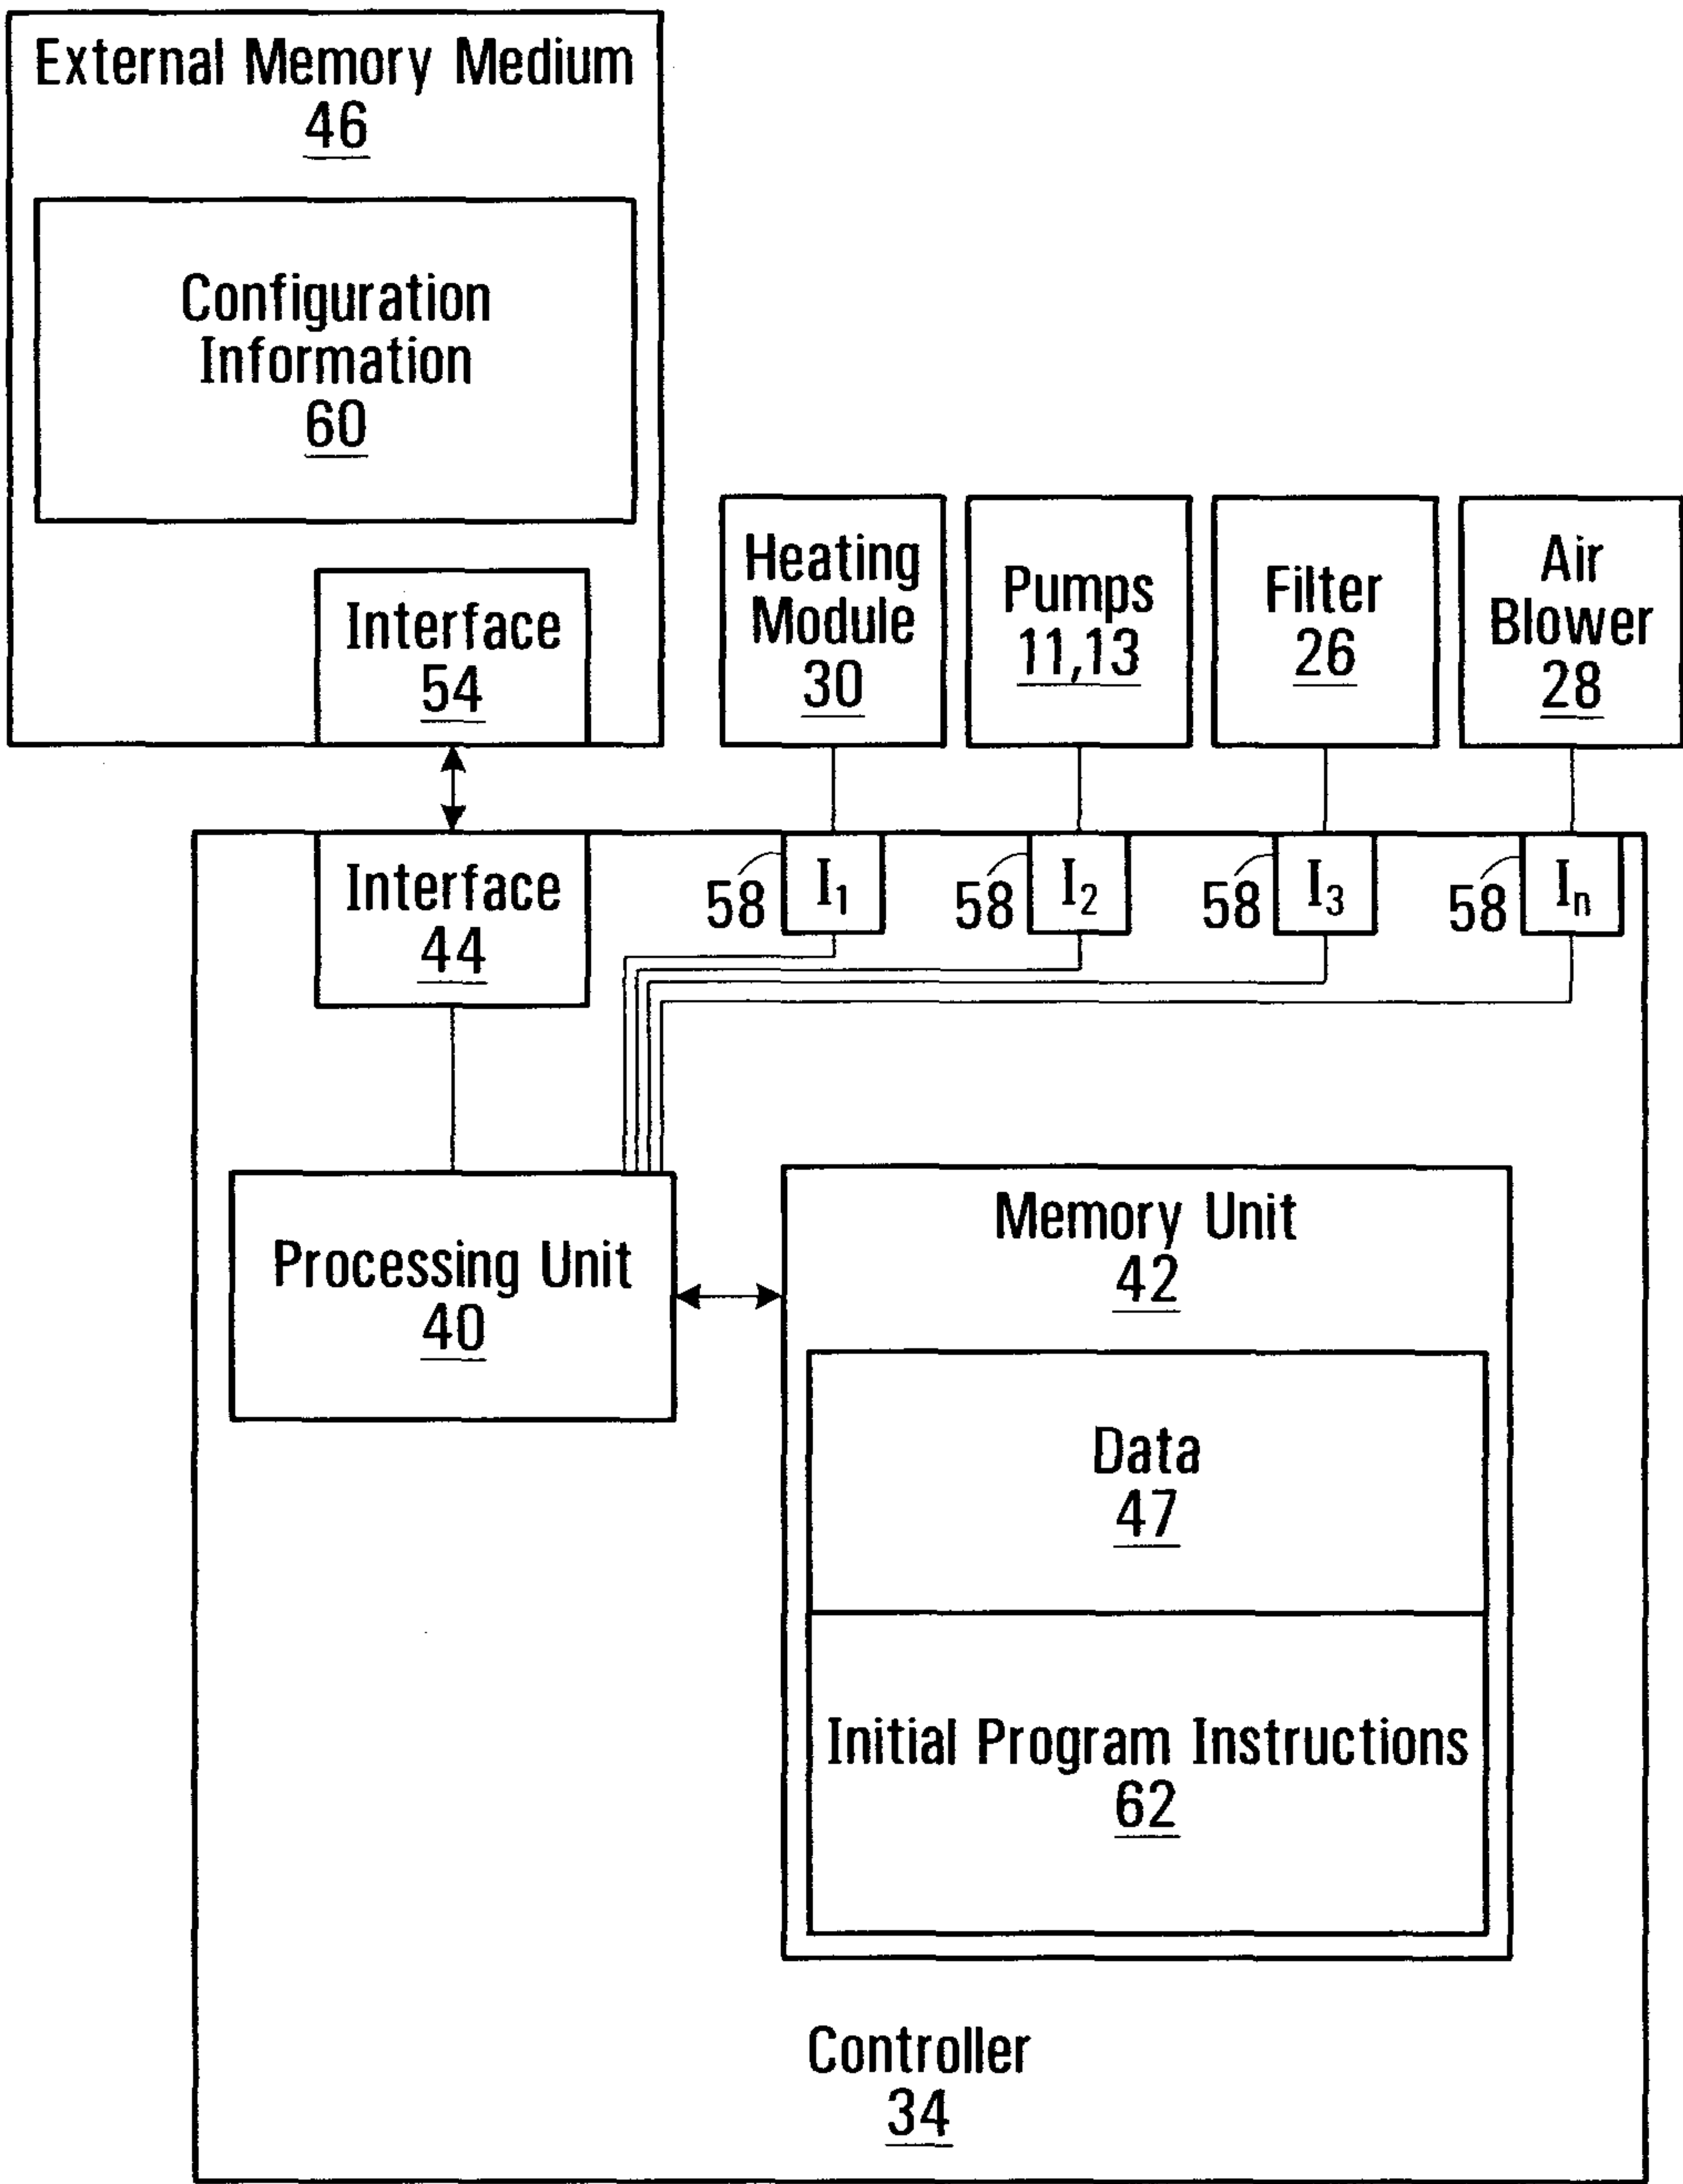 External Memory Medium
46
Configuration
Information
60
Interface
54
Heating
Module
30
Pumps
11,13
Filter
26
Air
Blower
28
Interface
44
58
I1
58
I2
58
I3
58
In
Processing Unit
40
Memory Unit
42
Data
47
Initial Program Instructions
62
Controller
34